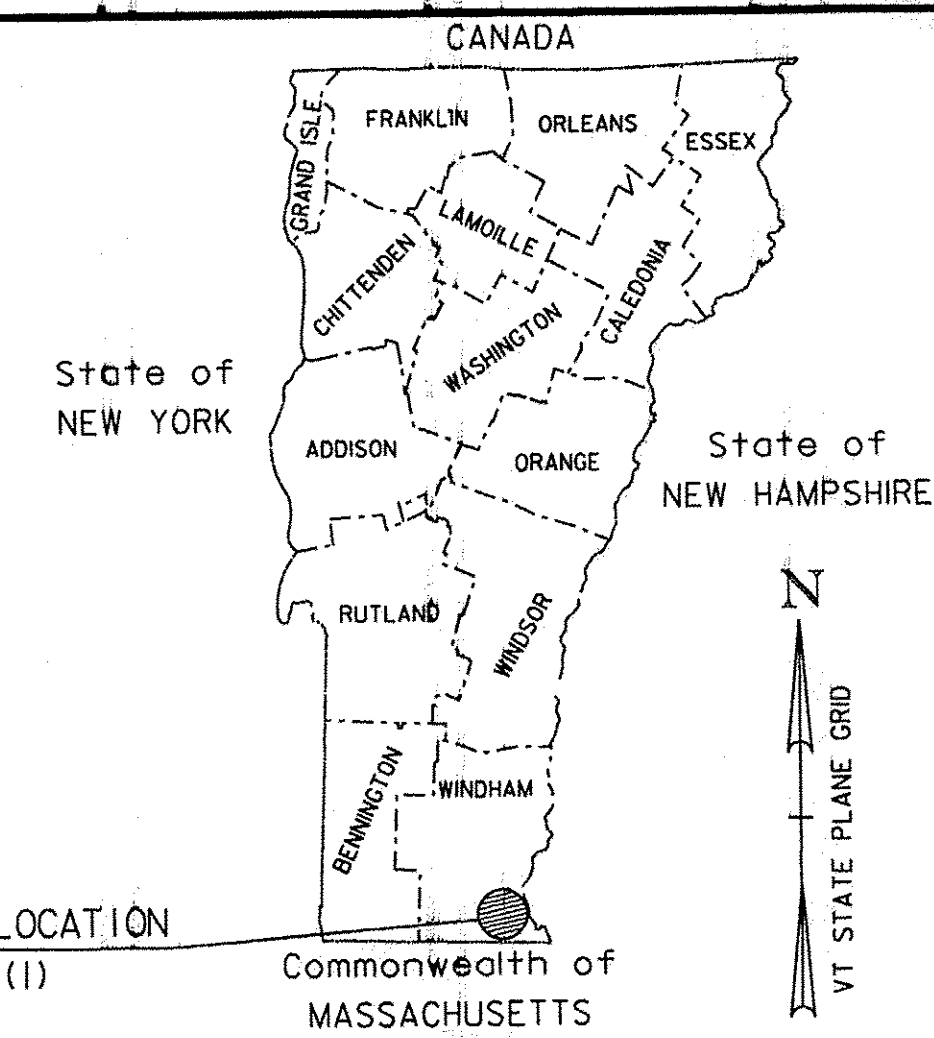 CANADA
GRAND ISLE
FRANKLIN
ORLEANS
ESSEX
LAMOILLE
CHITTENDEN
CALEDONIA
WASHINGTON
State of
NEW YORK
ADDISON
ORANGE
State of
NEW HAMPSHIRE
RUTLAND
WINDSOR
N
VT STATE PLANE GRID
BENNINGTON
WINDHAM
LOCATION
(1)
Commonwealth of
MASSACHUSETTS